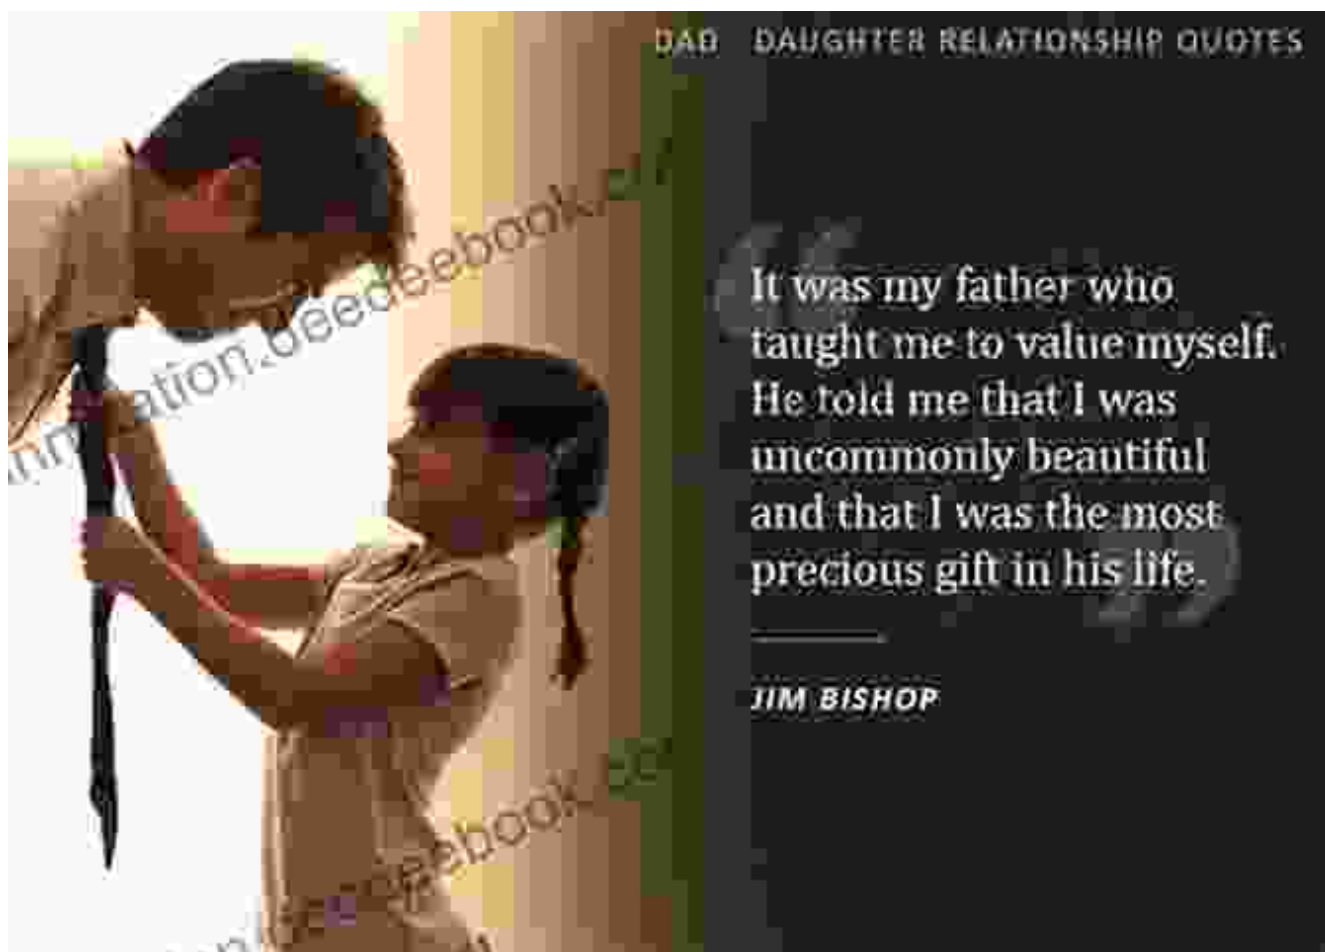 DAD DAUGHTER RELATIONSHIP QUOTES
It was my father who
taught me to value myself.
He told me that I was
uncommonly beautiful
and that I was the most
precious gift in his life.
JIM BISHOP